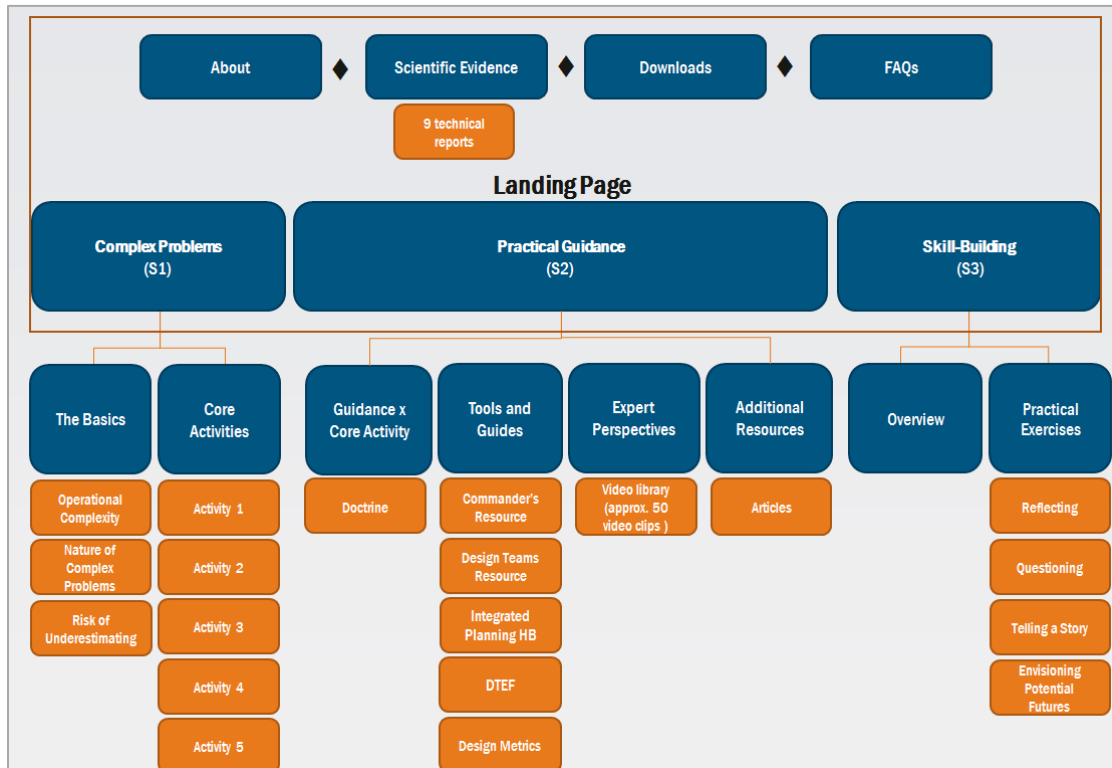 About
Scientific Evidence
Downloads
FAQs
9 technical
reports
Landing Page
Complex Problems
(S1)
Practical Guidance
(S2)
Skill-Building
(S3)
The Basics
Core
Activities
Guidance x
Core Activity
Tools and
Guides
Expert
Perspectives
Additional
Resources
Overview
Practical
Exercises
Operational
Complexity
Nature of
Complex
Problems
Risk of
Underestimating
Activity 1
Activity 2
Activity 3
Activity 4
Activity 5
Doctrine
Commander's
Resource
Design Teams
Resource
Integrated
Planning HB
DTEF
Design Metrics
Video library
(approx. 50
video clips )
Articles
Reflecting
Questioning
Telling a Story
Envisioning
Potential
Futures